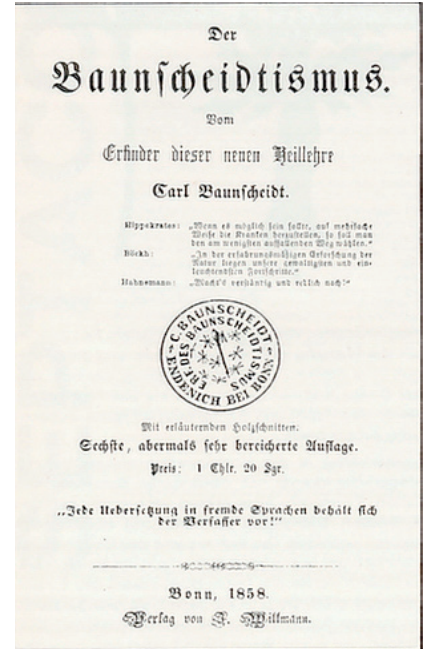 Der
Baunſcheidtismus.
Vom
Erfinder dieser neuen Heillehre
Carl Baunſcheidt.
Hippokrates: „Wenn es möglich ſein ſollte, auf mehrfache
Weiſe die Kranken herzuſtellen, ſo ſoll man
den am wenigſten auffallenden Weg wählen.“
Böckh: „In der erfahrungsmäßigen Erforſchung der
Natur liegen unſere gewaltigſten und ein-
leuchtendſten Fortſchritte.“
Hahnemann: „Macht's verſtändig und redlich nach!“
C. BAUNSCHEIDT
ERF. DES BAUNSCHEIDTISMUS
ENDENICH BEI BONN
Mit erläuternden Holzſchnitten.
Sechſte, abermals ſehr bereicherte Auflage.
Preis: 1 Thlr. 20 Sgr.
„Jede Ueberſetzung in fremde Sprachen behält ſich
der Verfaſſer vor!“
Bonn, 1858.
Verlag von J. Wittmann.